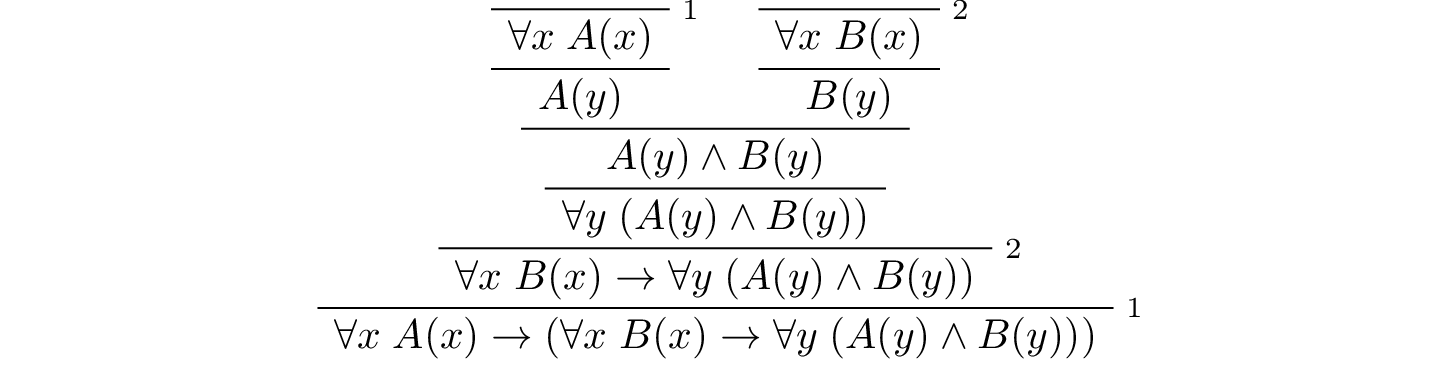 1 2
∀x A(x) ∀x B(x)
A(y) B(y)
A(y) ∧ B(y)
∀y (A(y) ∧ B(y))
2
∀x B(x) → ∀y (A(y) ∧ B(y))
1
∀x A(x) → (∀x B(x) → ∀y (A(y) ∧ B(y)))